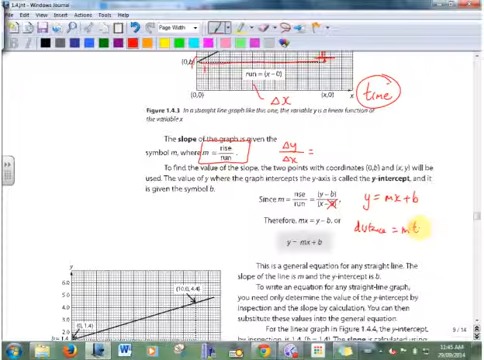 1.4.jnt -
File Edit View Insert Actions Tools Help
Page Width
(0,b)
run = (x – 0)
(0,0)
(x,0)
x
Δx
time
Figure 1.4.3 In a straight line graph like this one, the variable y is a linear function of
the variable x
The slope of the graph is given the
symbol m, where m = rise/run
Δy/Δx =
To find the value of the slope, the two points with coordinates (0,b) and (x, y) will be
used. The value of y where the graph intercepts the y-axis is called the y-intercept, and it
is given the symbol b.
Since m = rise/run = (y – b)/(x – 0)
y = mx + b
Therefore, mx = y – b, or
distance = mt
y = mx + b
This is a general equation for any straight line. The
slope of the line is m and the y-intercept is b.
To write an equation for any straight-line graph,
you need only determine the value of the y-intercept by
inspection and the slope by calculation. You can then
substitute these values into the general equation.
For the linear graph in Figure 1.4.4, the y-intercept
y
6.0
5.0
4.0
3.0
2.0
(10.0, 4.4)
(0, 1.4)
9 / 14
11:45 AM
29/09/2014